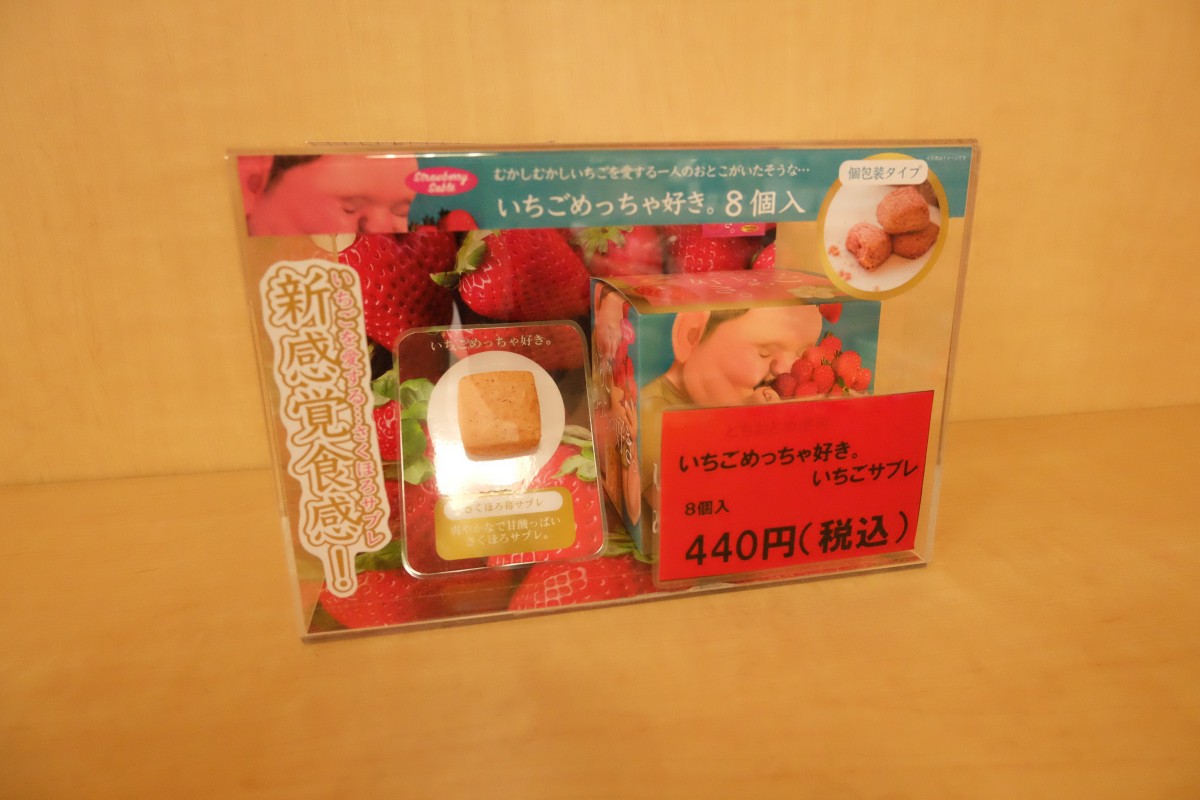 Strawberry
Sable
むかしむかしいちごを愛する一人のおとこがいたそうな…
いちごめっちゃ好き。8個入
個包装タイプ
いちごを愛する…さくほろサブレ
新感覚食感!
いちごめっちゃ好き。
さくほろ苺サブレ
爽やかなで甘酸っぱい
さくほろサブレ。
いちごめっちゃ好き。
いちごサブレ
8個入
440円(税込)